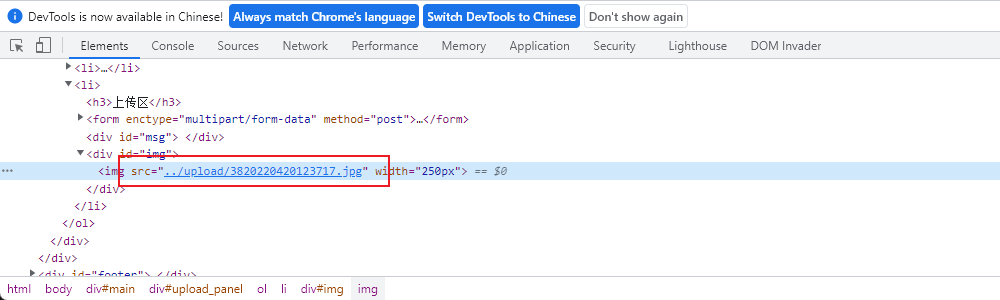 DevTools is now available in Chinese! Always match Chrome's language Switch DevTools to Chinese Don't show again
Elements Console Sources Network Performance Memory Application Security Lighthouse DOM Invader
<li>…</li>
<li>
<h3>上传区</h3>
<form enctype="multipart/form-data" method="post">…</form>
<div id="msg"> </div>
<div id="img">
<img src="../upload/3820220420123717.jpg" width="250px"> == $0
</div>
</li>
</ol>
</div>
</div>
<div id="footer"> </div>
html body div#main div#upload_panel ol li div#img img